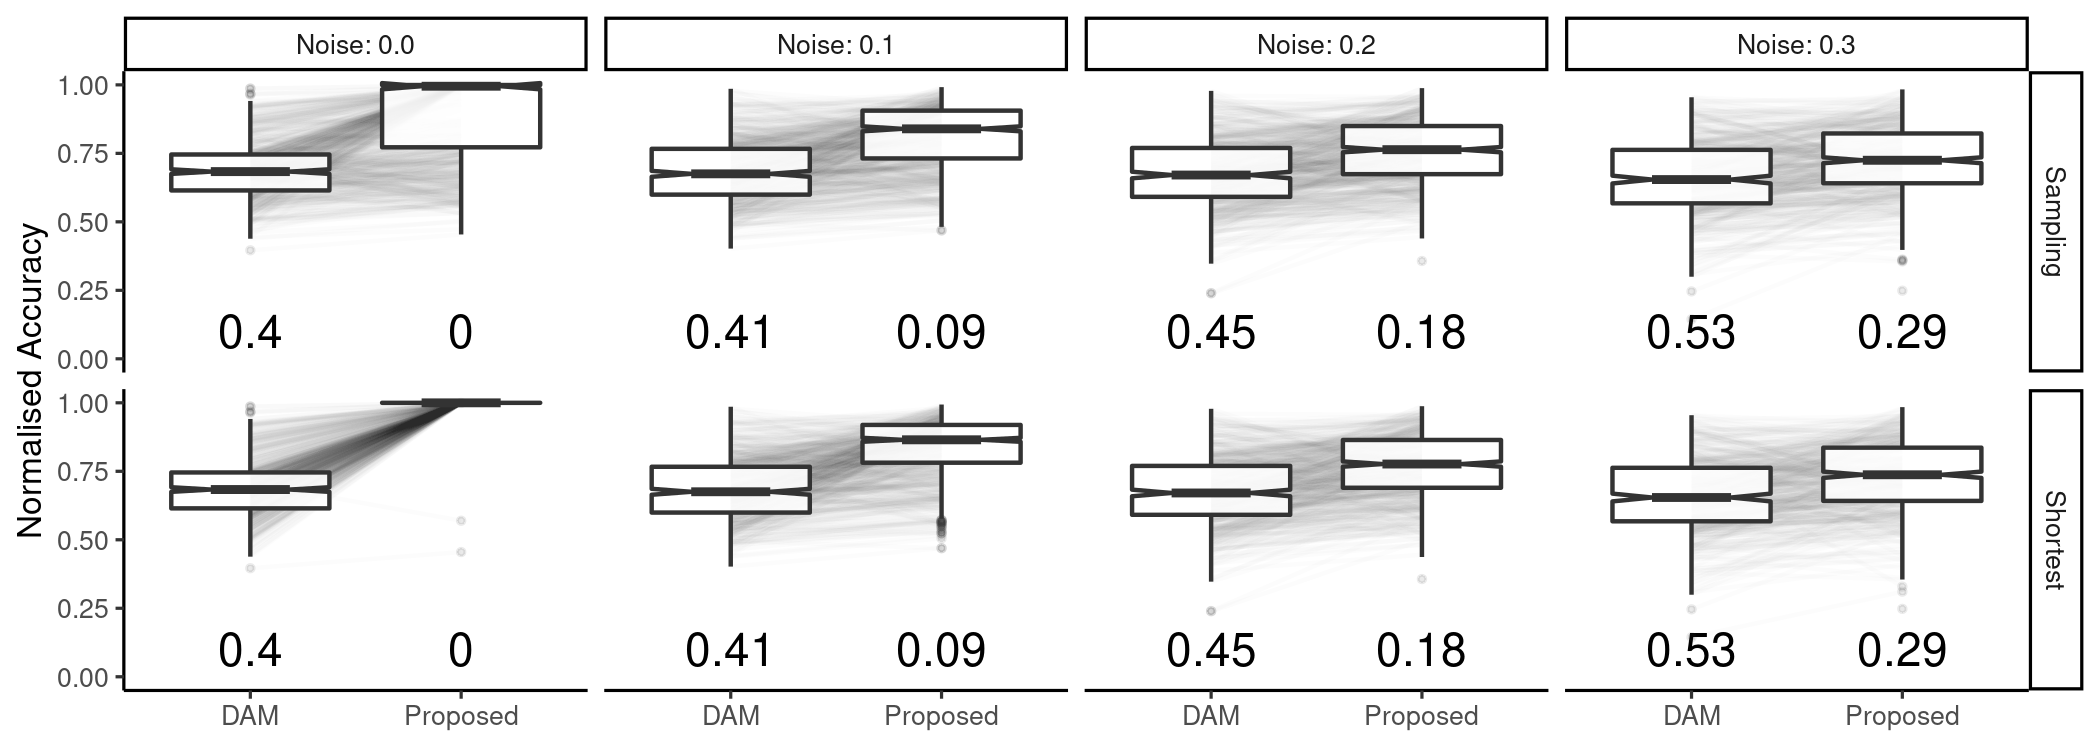 Noise: 0.0
Noise: 0.1
Noise: 0.2
Noise: 0.3
Normalised Accuracy
1.00
0.75
0.50
0.25
0.00
0.4
0
0.41
0.09
0.45
0.18
0.53
0.29
Sampling
1.00
0.75
0.50
0.25
0.00
0.4
0
0.41
0.09
0.45
0.18
0.53
0.29
Shortest
DAM
Proposed
DAM
Proposed
DAM
Proposed
DAM
Proposed